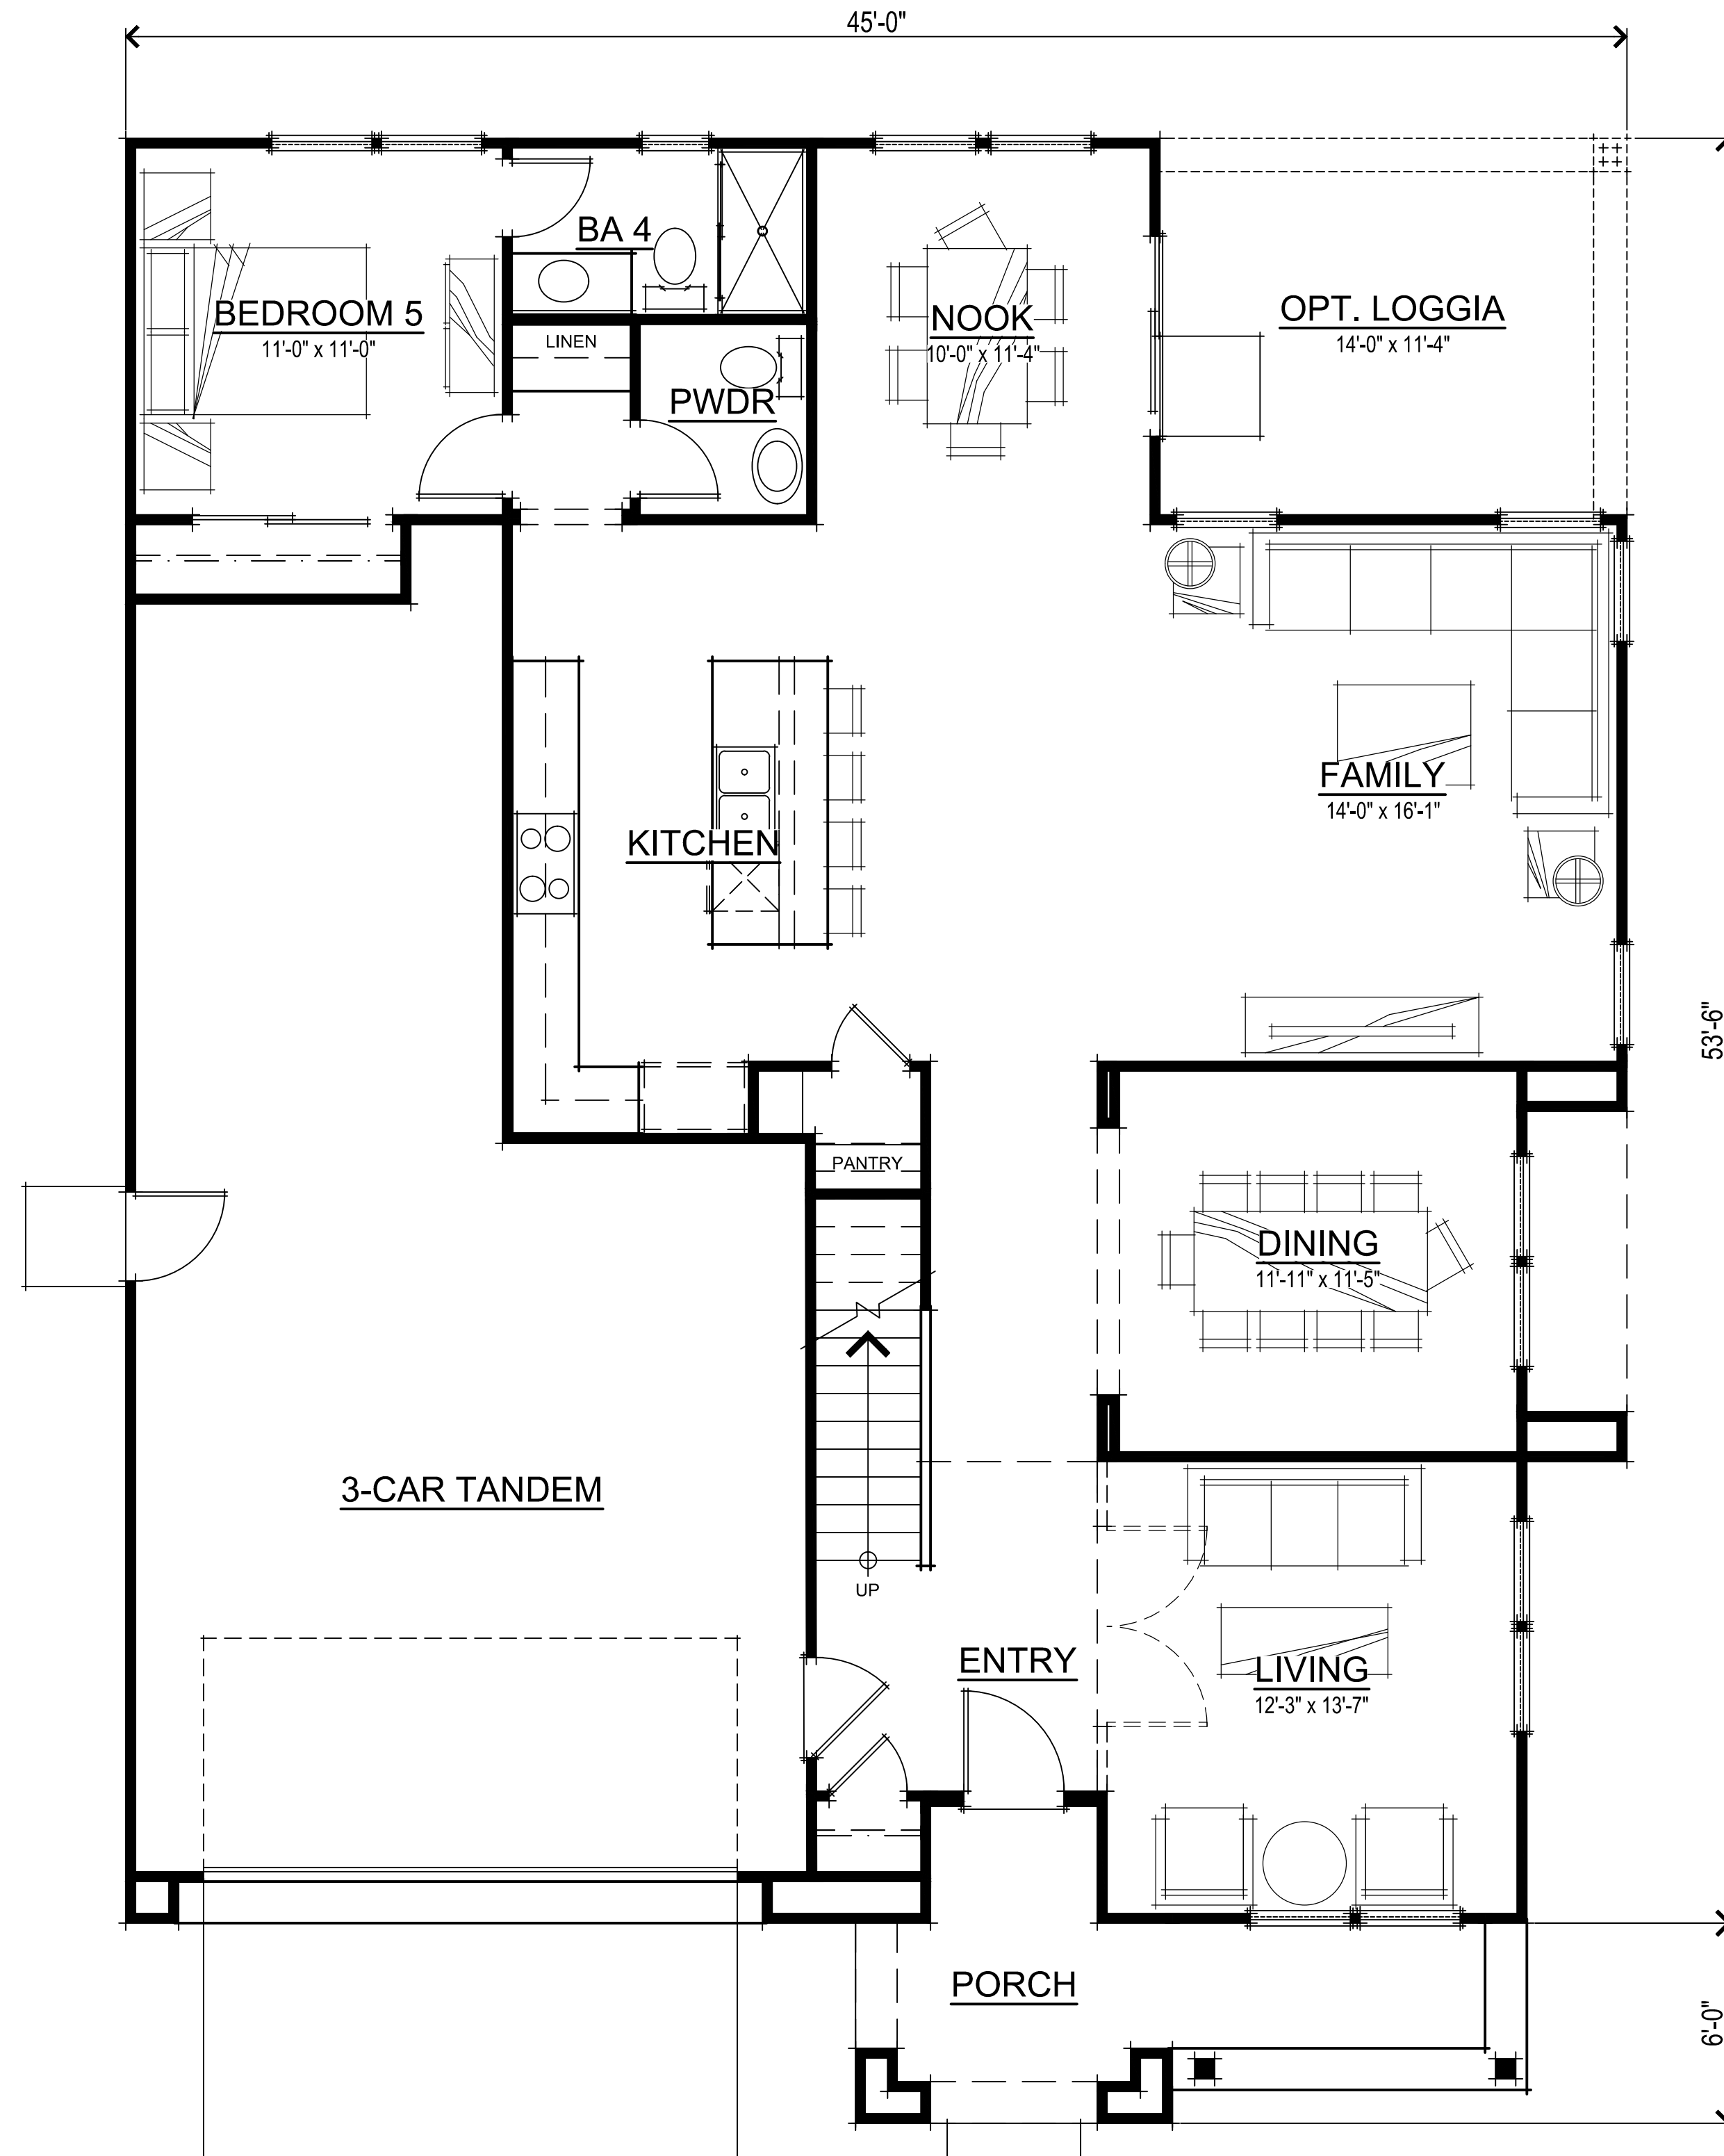 45'-0"
BA 4
BEDROOM 5
11'-0" x 11'-0"
LINEN
PWDR
NOOK
10'-0" x 11'-4"
OPT. LOGGIA
14'-0" x 11'-4"
KITCHEN
FAMILY
14'-0" x 16'-1"
53'-6"
PANTRY
DINING
11'-11" x 11'-5"
3-CAR TANDEM
UP
ENTRY
LIVING
12'-3" x 13'-7"
PORCH
6'-0"